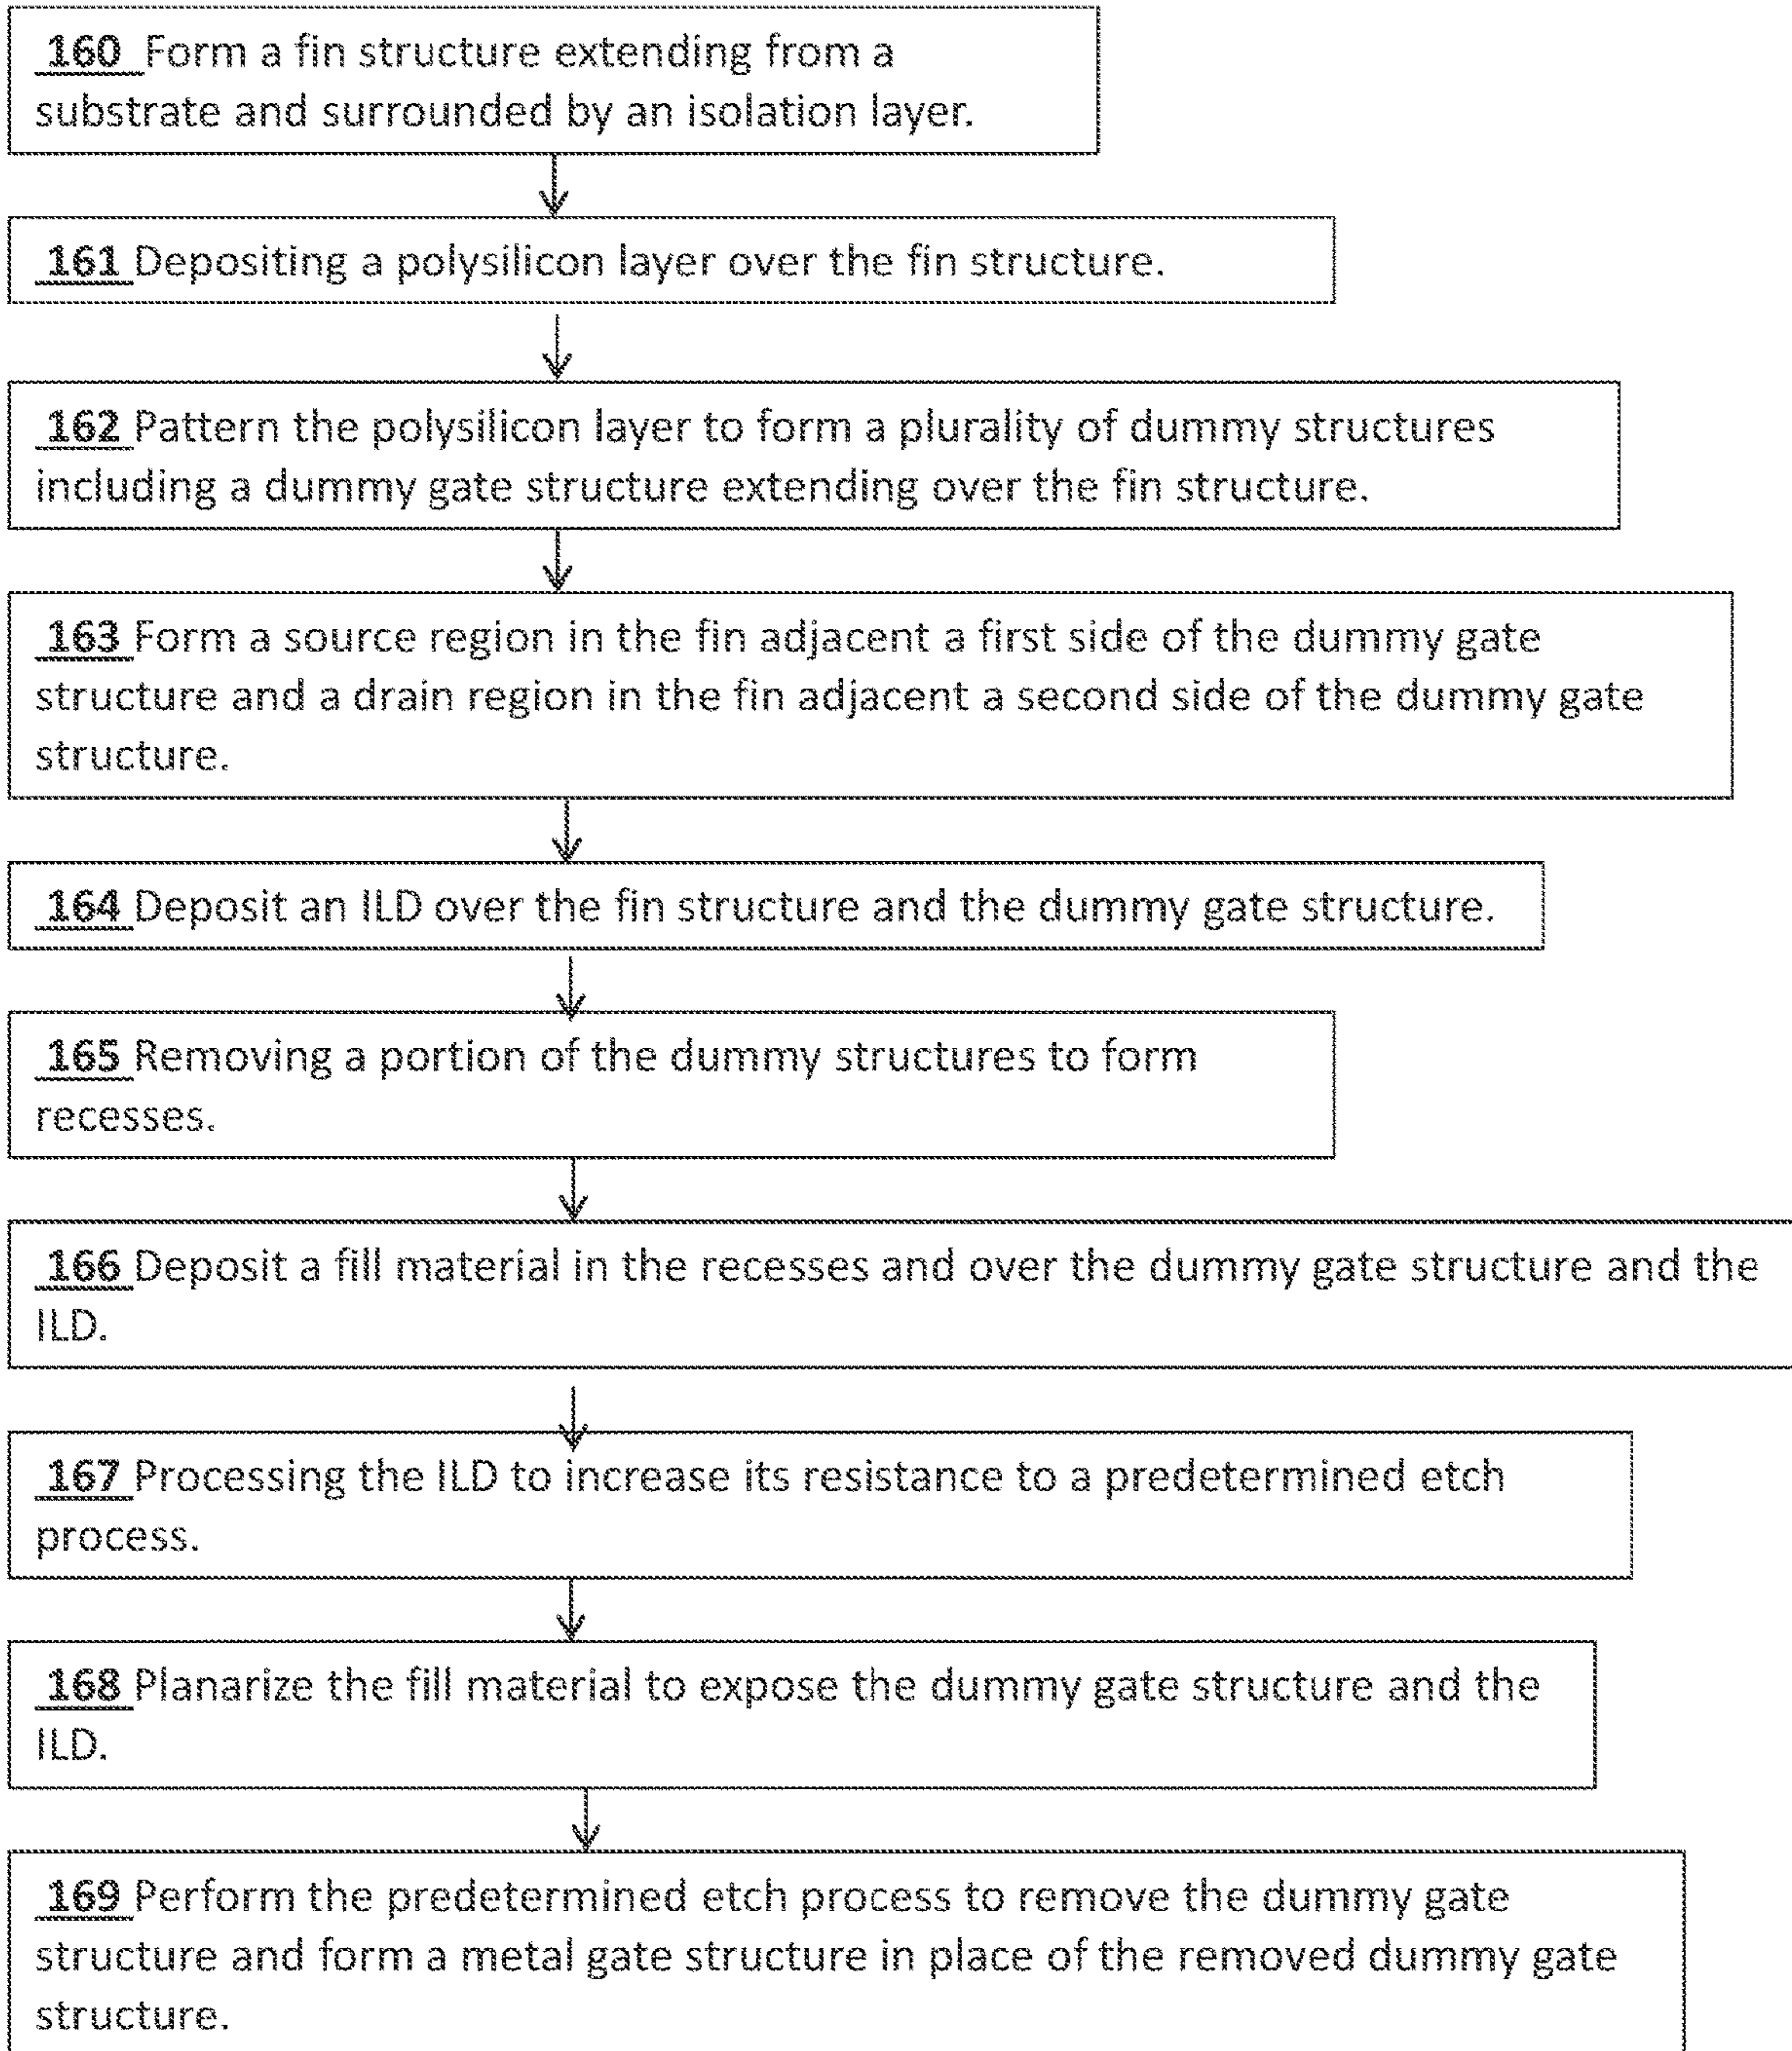 160 Form a fin structure extending from a
substrate and surrounded by an isolation layer.
161 Depositing a polysilicon layer over the fin structure.
162 Pattern the polysilicon layer to form a plurality of dummy structures
including a dummy gate structure extending over the fin structure.
163 Form a source region in the fin adjacent a first side of the dummy gate
structure and a drain region in the fin adjacent a second side of the dummy gate
structure.
164 Deposit an ILD over the fin structure and the dummy gate structure.
165 Removing a portion of the dummy structures to form
recesses.
166 Deposit a fill material in the recesses and over the dummy gate structure and the
ILD.
167 Processing the ILD to increase its resistance to a predetermined etch
process.
168 Planarize the fill material to expose the dummy gate structure and the
ILD.
169 Perform the predetermined etch process to remove the dummy gate
structure and form a metal gate structure in place of the removed dummy gate
structure.